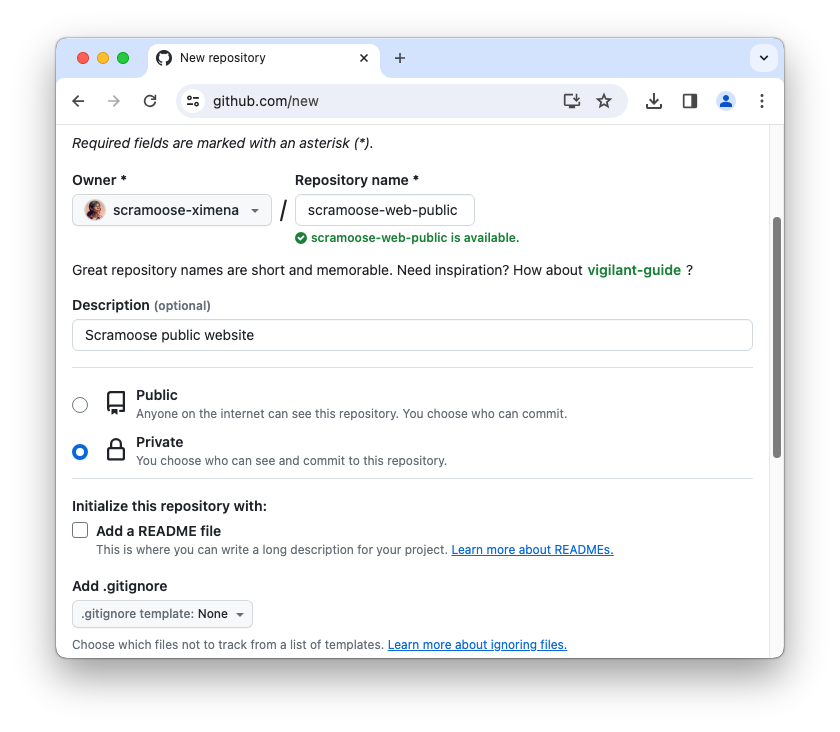 New repository
github.com/new
Required fields are marked with an asterisk (*).
Owner * Repository name *
scramoose-ximena / scramoose-web-public
scramoose-web-public is available.
Great repository names are short and memorable. Need inspiration? How about vigilant-guide ?
Description (optional)
Scramoose public website
Public
Anyone on the internet can see this repository. You choose who can commit.
Private
You choose who can see and commit to this repository.
Initialize this repository with:
Add a README file
This is where you can write a long description for your project. Learn more about READMEs.
Add .gitignore
.gitignore template: None
Choose which files not to track from a list of templates. Learn more about ignoring files.